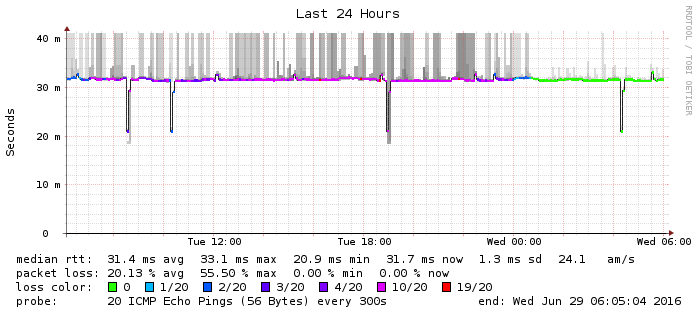 Last 24 Hours
RRDTOOL / TOBI OETIKER
Seconds
40 m
30 m
20 m
10 m
0
Tue 12:00 Tue 18:00 Wed 00:00 Wed 06:00
median rtt: 31.4 ms avg 33.1 ms max 20.9 ms min 31.7 ms now 1.3 ms sd 24.1 am/s
packet loss: 20.13 % avg 55.50 % max 0.00 % min 0.00 % now
loss color: 0 1/20 2/20 3/20 4/20 10/20 19/20
probe: 20 ICMP Echo Pings (56 Bytes) every 300s end: Wed Jun 29 06:05:04 2016